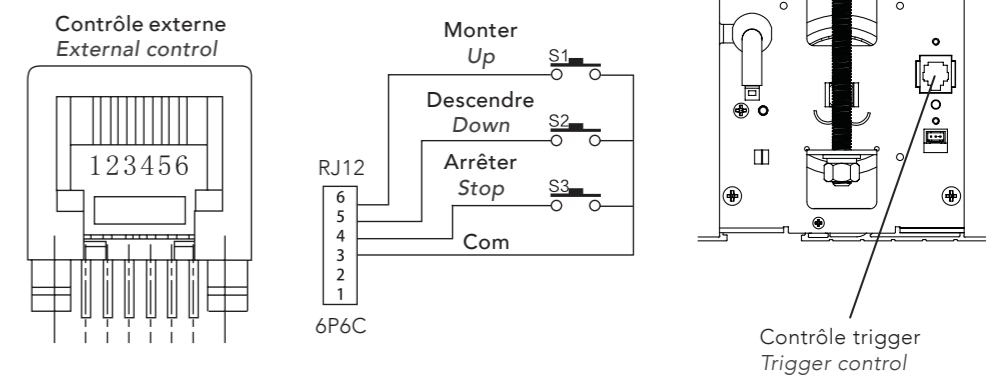 Contrôle externe
External control
123456
Monter
Up
S1
Descendre
Down
S2
Arrêter
Stop
S3
Com
RJ12
6
5
4
3
2
1
6P6C
Contrôle trigger
Trigger control